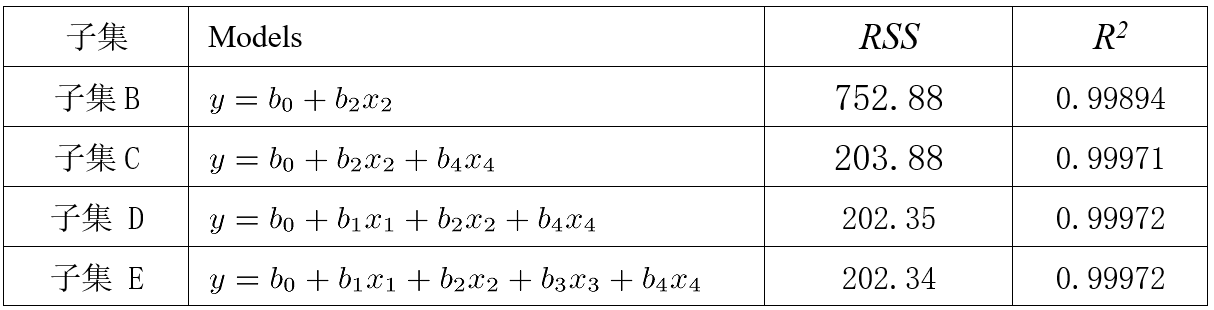 子集 Models RSS R²
子集B y = b₀ + b₂x₂ 752.88 0.99894
子集C y = b₀ + b₂x₂ + b₄x₄ 203.88 0.99971
子集 D y = b₀ + b₁x₁ + b₂x₂ + b₄x₄ 202.35 0.99972
子集 E y = b₀ + b₁x₁ + b₂x₂ + b₃x₃ + b₄x₄ 202.34 0.99972